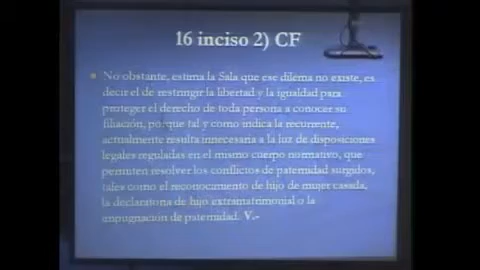 16 inciso 2) CF
No obstante, estima la Sala que ese dilema no existe, es
decir el de restringir la libertad y la igualdad para
proteger el derecho de toda persona a conocer su
filiación, porque tal y como indica la recurrente,
actualmente resulta innecesaria a la luz de disposiciones
legales reguladas en el mismo cuerpo normativo, que
permiten resolver los conflictos de paternidad surgidos,
tales como el reconocimiento de hijo de mujer casada,
la declaratoria de hijo extramatrimonial o la
impugnación de paternidad. V.-